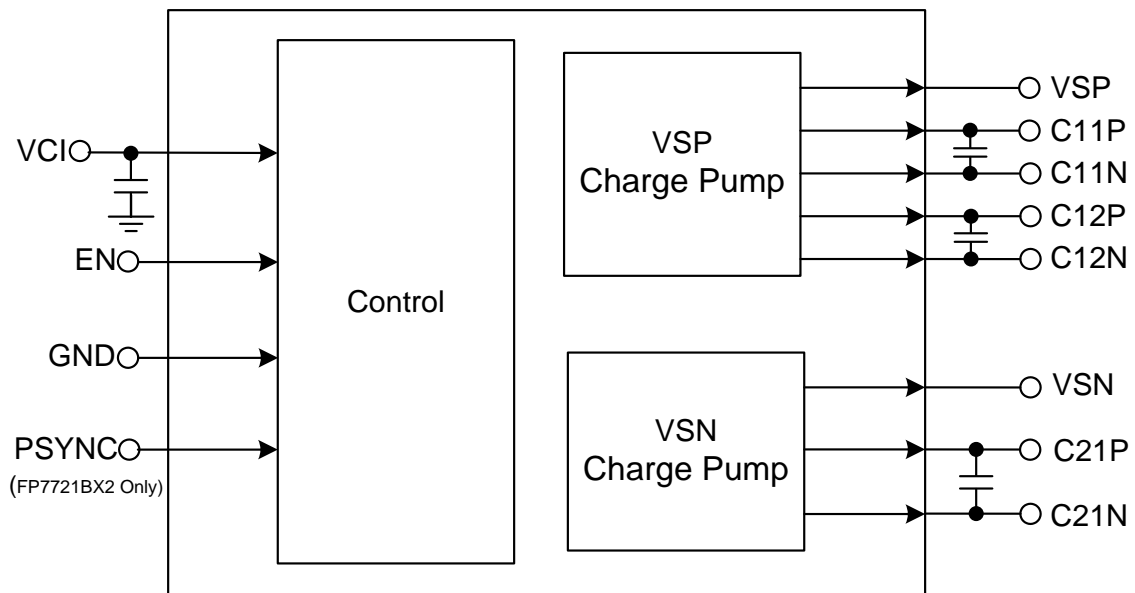 VCI
EN
GND
PSYNC
(FP7721BX2 Only)
Control
VSP
Charge Pump
VSN
Charge Pump
VSP
C11P
C11N
C12P
C12N
VSN
C21P
C21N